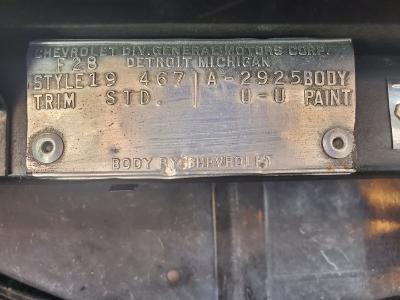 CHEVROLET DIV. GENERAL MOTORS CORP.
F28 DETROIT MICHIGAN
STYLE 19 467 A-2925 BODY
TRIM STD. U-U PAINT
BODY BY CHEVROLET